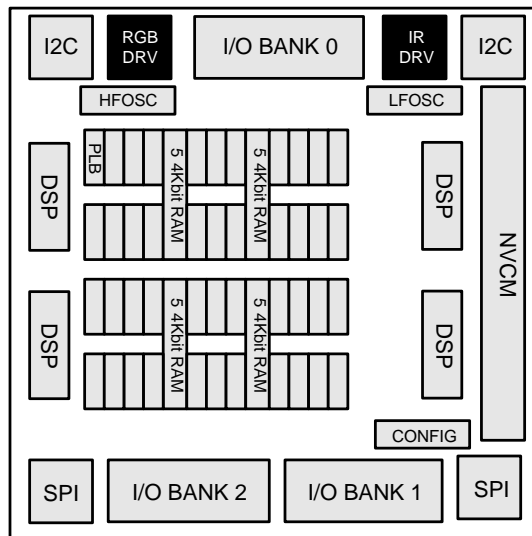 I2C
RGB
DRV
I/O BANK 0
IR
DRV
I2C
HFOSC
LFOSC
PLB
5 4Kbit RAM
5 4Kbit RAM
DSP
DSP
NVCM
DSP
5 4Kbit RAM
5 4Kbit RAM
DSP
CONFIG
SPI
I/O BANK 2
I/O BANK 1
SPI